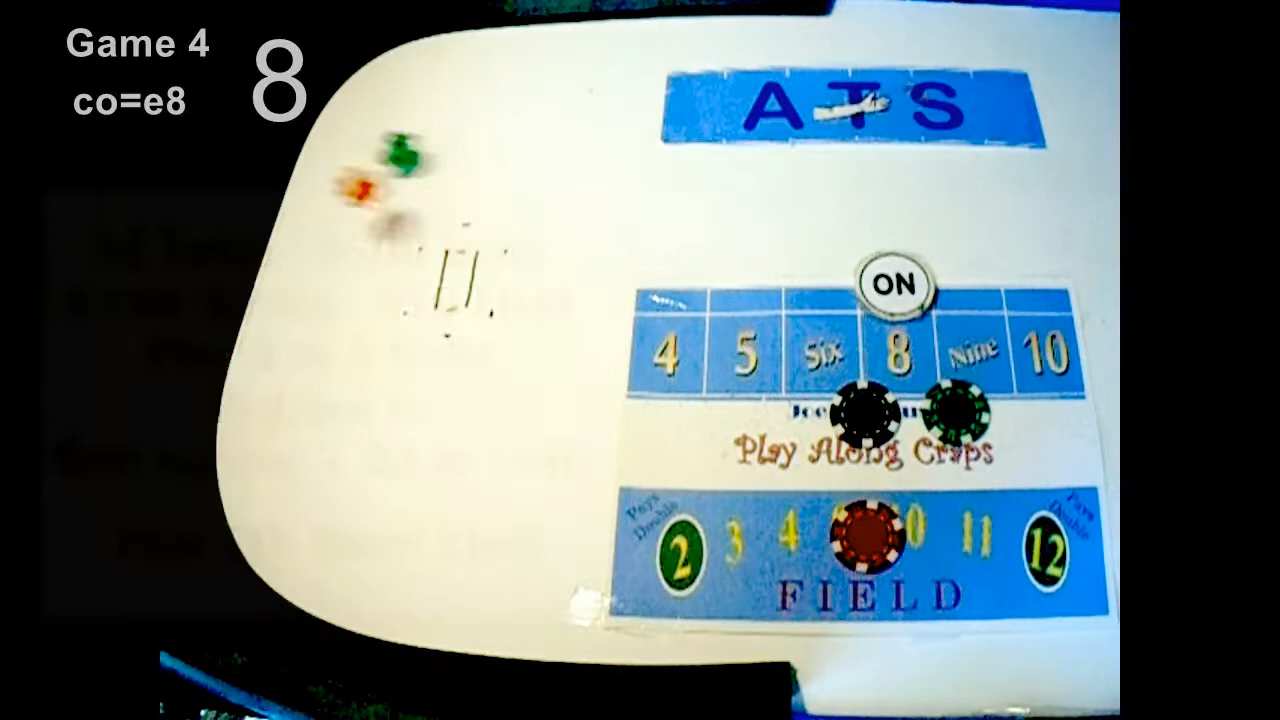 Game 4
co=e8
8
A T S
ON
4 5 Six 8 Nine 10
Play Along Craps
Pays Double
2 3 4 11 12
Pays Double
FIELD